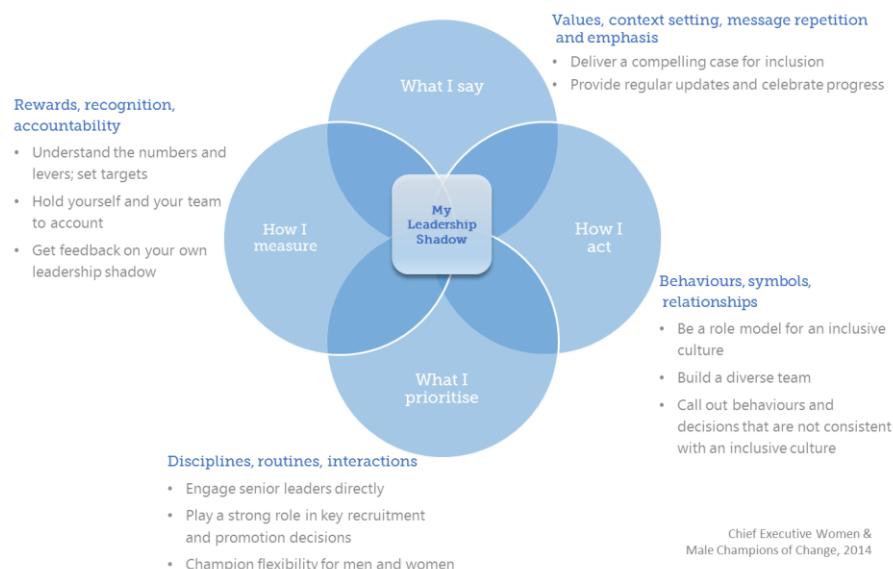 Values, context setting, message repetition
and emphasis
• Deliver a compelling case for inclusion
• Provide regular updates and celebrate progress
What I say
Rewards, recognition,
accountability
• Understand the numbers and
levers; set targets
• Hold yourself and your team
to account
• Get feedback on your own
leadership shadow
How I
measure
My
Leadership
Shadow
How I
act
Behaviours, symbols,
relationships
• Be a role model for an inclusive
culture
• Build a diverse team
• Call out behaviours and
decisions that are not consistent
with an inclusive culture
What I
prioritise
Disciplines, routines, interactions
• Engage senior leaders directly
• Play a strong role in key recruitment
and promotion decisions
• Champion flexibility for men and women
Chief Executive Women &
Male Champions of Change, 2014